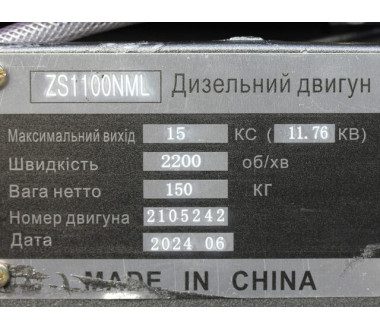 ZS1100NML Дизельний двигун
Максимальний вихід 15 КС ( 11.76 КВ)
Швидкість 2200 об/хв
Вага нетто 150 КГ
Номер двигуна 2105242
Дата 2024 06
MADE IN CHINA